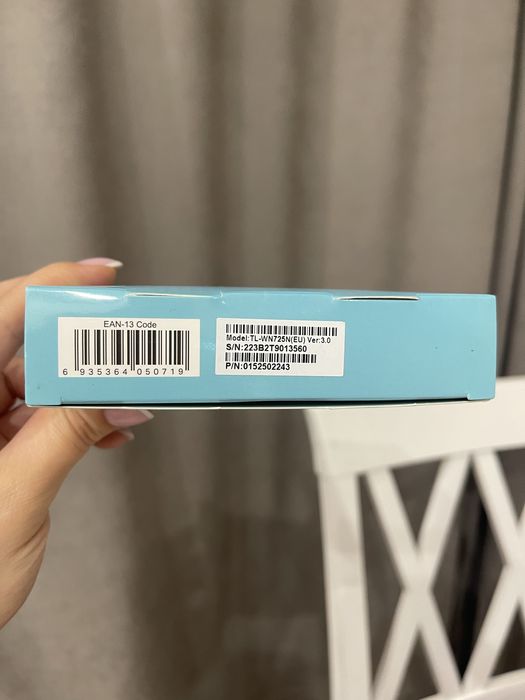 EAN-13 Code
6 935364 050719
Model:TL-WN725N(EU) Ver:3.0
S/N:223B2T9013560
P/N:0152502243